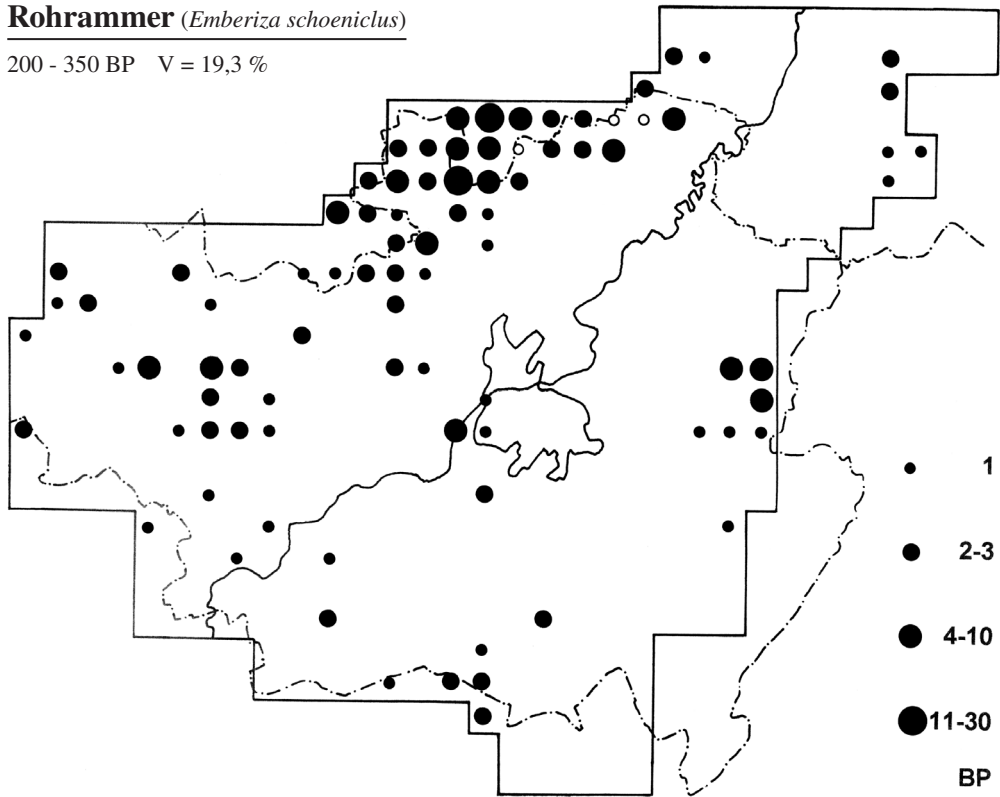 Rohrammer (Emberiza schoeniclus)
200 - 350 BP V = 19,3 %
1
2-3
4-10
11-30
BP